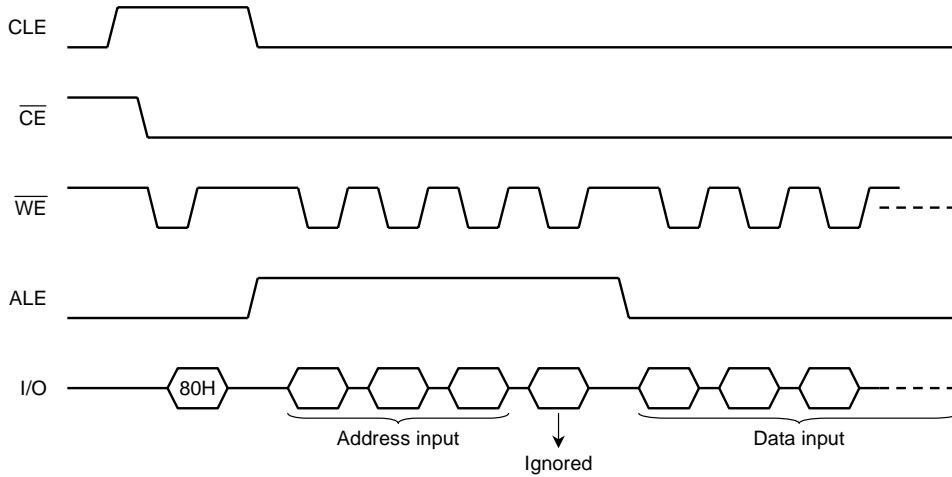 CLE
CE
WE
ALE
I/O
80H
Address input
Data input
Ignored